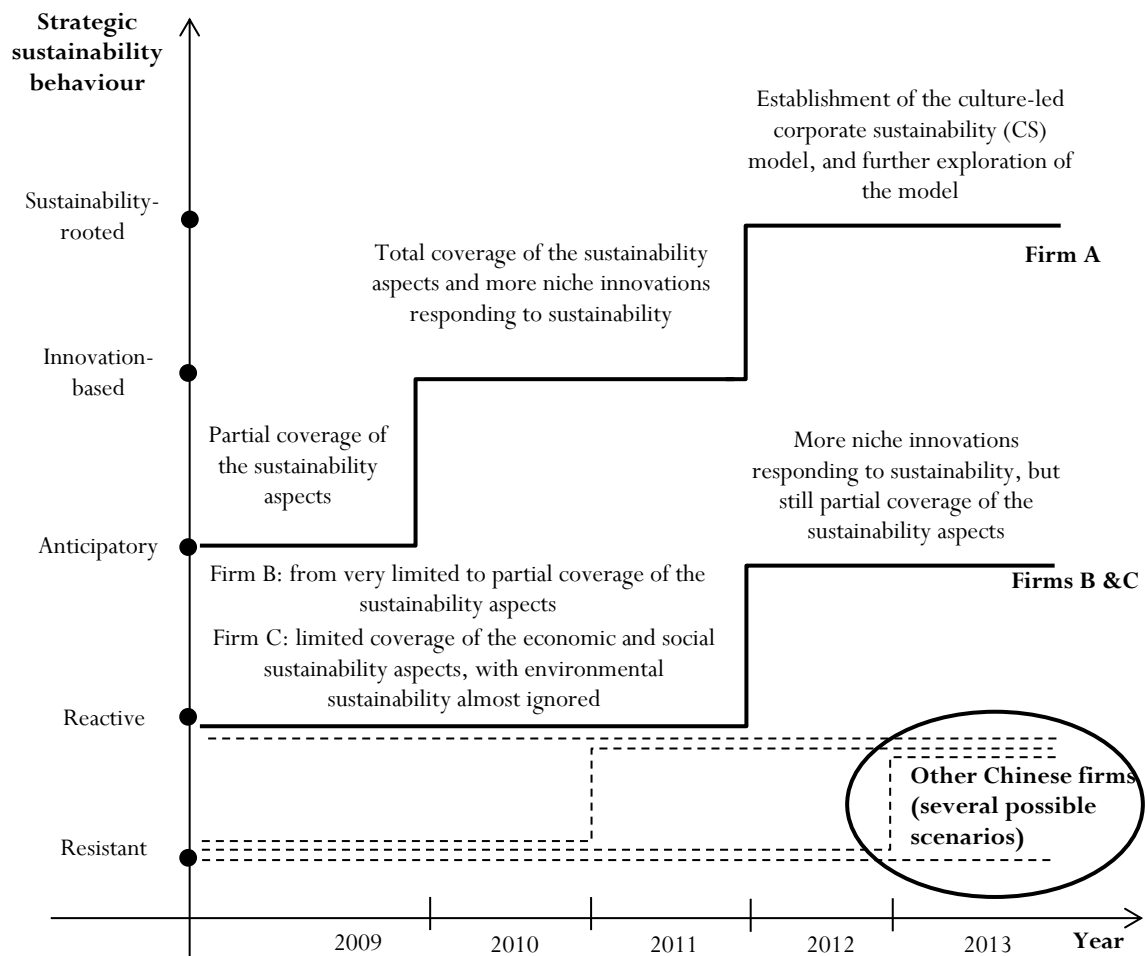 Strategic
sustainability
behaviour
Establishment of the culture-led
corporate sustainability (CS)
model, and further exploration of
the model
Sustainability-
rooted
Firm A
Total coverage of the sustainability
aspects and more niche innovations
responding to sustainability
Innovation-
based
Partial coverage of
the sustainability
aspects
More niche innovations
responding to sustainability, but
still partial coverage of the
sustainability aspects
Anticipatory
Firms B &C
Firm B: from very limited to partial coverage of the
sustainability aspects
Firm C: limited coverage of the economic and social
sustainability aspects, with environmental
sustainability almost ignored
Reactive
Other Chinese firms
(several possible
scenarios)
Resistant
2009
2010
2011
2012
2013
Year